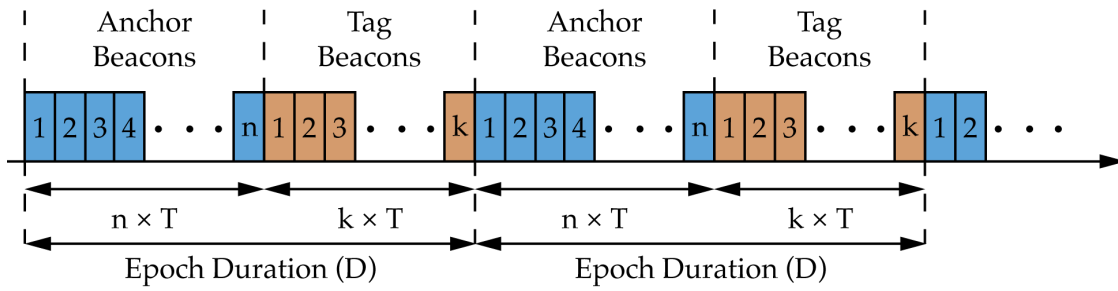 Anchor
Beacons
Tag
Beacons
Anchor
Beacons
Tag
Beacons
1 2 3 4 · · · n 1 2 3 · · · k 1 2 3 4 · · · n 1 2 3 · · · k 1 2 · · ·
n × T k × T n × T k × T
Epoch Duration (D) Epoch Duration (D)